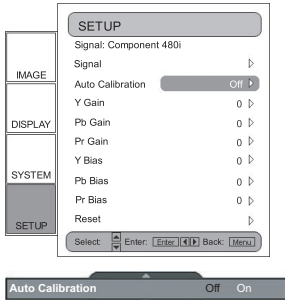 SETUP
Signal: Component 480i
Signal
Auto Calibration Off
Y Gain 0
Pb Gain 0
Pr Gain 0
Y Bias 0
Pb Bias 0
Pr Bias 0
Reset
Select: Enter: Enter Back: Menu
IMAGE
DISPLAY
SYSTEM
SETUP
Auto Calibration Off On